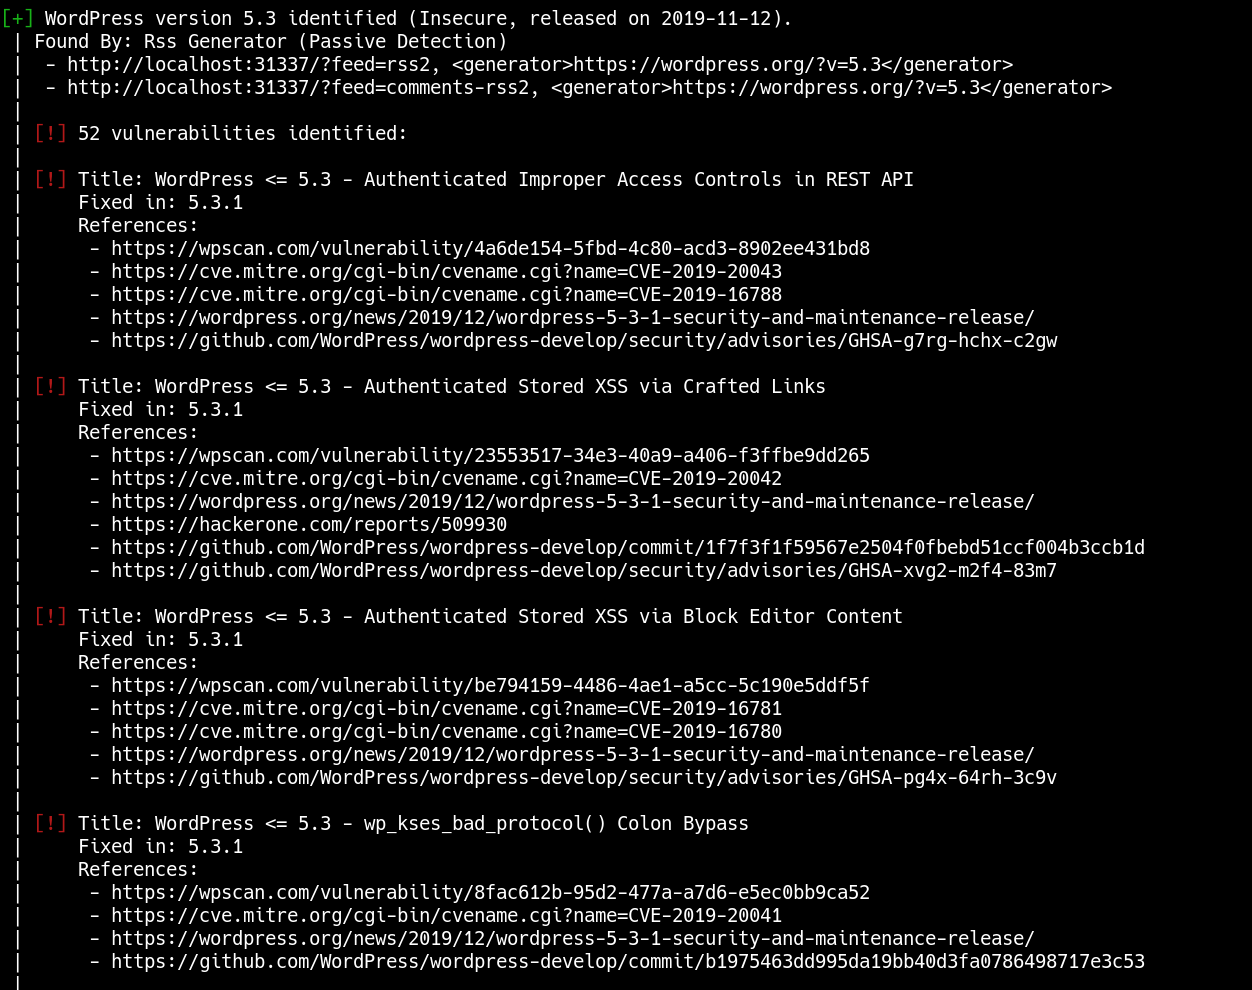 [+] WordPress version 5.3 identified (Insecure, released on 2019-11-12).
| Found By: Rss Generator (Passive Detection)
|  - http://localhost:31337/?feed=rss2, <generator>https://wordpress.org/?v=5.3</generator>
|  - http://localhost:31337/?feed=comments-rss2, <generator>https://wordpress.org/?v=5.3</generator>
|
| [!] 52 vulnerabilities identified:
|
| [!] Title: WordPress <= 5.3 - Authenticated Improper Access Controls in REST API
|     Fixed in: 5.3.1
|     References:
|      - https://wpscan.com/vulnerability/4a6de154-5fbd-4c80-acd3-8902ee431bd8
|      - https://cve.mitre.org/cgi-bin/cvename.cgi?name=CVE-2019-20043
|      - https://cve.mitre.org/cgi-bin/cvename.cgi?name=CVE-2019-16788
|      - https://wordpress.org/news/2019/12/wordpress-5-3-1-security-and-maintenance-release/
|      - https://github.com/WordPress/wordpress-develop/security/advisories/GHSA-g7rg-hchx-c2gw
|
| [!] Title: WordPress <= 5.3 - Authenticated Stored XSS via Crafted Links
|     Fixed in: 5.3.1
|     References:
|      - https://wpscan.com/vulnerability/23553517-34e3-40a9-a406-f3ffbe9dd265
|      - https://cve.mitre.org/cgi-bin/cvename.cgi?name=CVE-2019-20042
|      - https://wordpress.org/news/2019/12/wordpress-5-3-1-security-and-maintenance-release/
|      - https://hackerone.com/reports/509930
|      - https://github.com/WordPress/wordpress-develop/commit/1f7f3f1f59567e2504f0fbebd51ccf004b3ccb1d
|      - https://github.com/WordPress/wordpress-develop/security/advisories/GHSA-xvg2-m2f4-83m7
|
| [!] Title: WordPress <= 5.3 - Authenticated Stored XSS via Block Editor Content
|     Fixed in: 5.3.1
|     References:
|      - https://wpscan.com/vulnerability/be794159-4486-4ae1-a5cc-5c190e5ddf5f
|      - https://cve.mitre.org/cgi-bin/cvename.cgi?name=CVE-2019-16781
|      - https://cve.mitre.org/cgi-bin/cvename.cgi?name=CVE-2019-16780
|      - https://wordpress.org/news/2019/12/wordpress-5-3-1-security-and-maintenance-release/
|      - https://github.com/WordPress/wordpress-develop/security/advisories/GHSA-pg4x-64rh-3c9v
|
| [!] Title: WordPress <= 5.3 - wp_kses_bad_protocol() Colon Bypass
|     Fixed in: 5.3.1
|     References:
|      - https://wpscan.com/vulnerability/8fac612b-95d2-477a-a7d6-e5ec0bb9ca52
|      - https://cve.mitre.org/cgi-bin/cvename.cgi?name=CVE-2019-20041
|      - https://wordpress.org/news/2019/12/wordpress-5-3-1-security-and-maintenance-release/
|      - https://github.com/WordPress/wordpress-develop/commit/b1975463dd995da19bb40d3fa0786498717e3c53
|